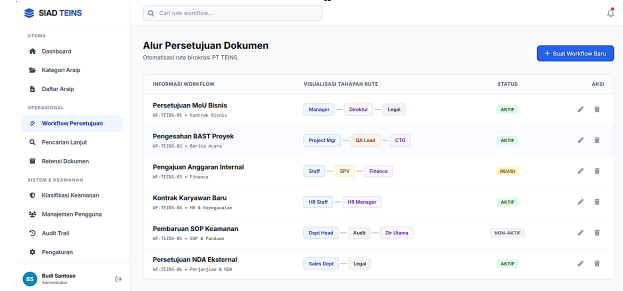 SIAD TEINS
Cari rute workflow...
UTAMA
Dashboard
Kategori Arsip
Daftar Arsip
OPERASIONAL
Workflow Persetujuan
Pencarian Lanjut
Retensi Dokumen
SISTEM & KEAMANAN
Klasifikasi Keamanan
Manajemen Pengguna
Audit Trail
Pengaturan
BS
Budi Santoso
Administrator
Alur Persetujuan Dokumen
Otomatisasi rute birokrasi PT TEINS.
+ Buat Workflow Baru
INFORMASI WORKFLOW VISUALISASI TAHAPAN RUTE STATUS AKSI
Persetujuan MoU Bisnis
WF-TEINS-01 • Kontrak Bisnis
Manager — Direktur — Legal
AKTIF
Pengesahan BAST Proyek
WF-TEINS-02 • Berita Acara
Project Mgr — QA Lead — CTO
AKTIF
Pengajuan Anggaran Internal
WF-TEINS-03 • Finance
Staff — SPV — Finance
REVISI
Kontrak Karyawan Baru
WF-TEINS-04 • HR & Kepegawaian
HR Staff — HR Manager
AKTIF
Pembaruan SOP Keamanan
WF-TEINS-05 • SOP & Panduan
Dept Head — Audit — Dir Utama
NON-AKTIF
Persetujuan NDA Eksternal
WF-TEINS-06 • Perjanjian & NDA
Sales Dept — Legal
AKTIF